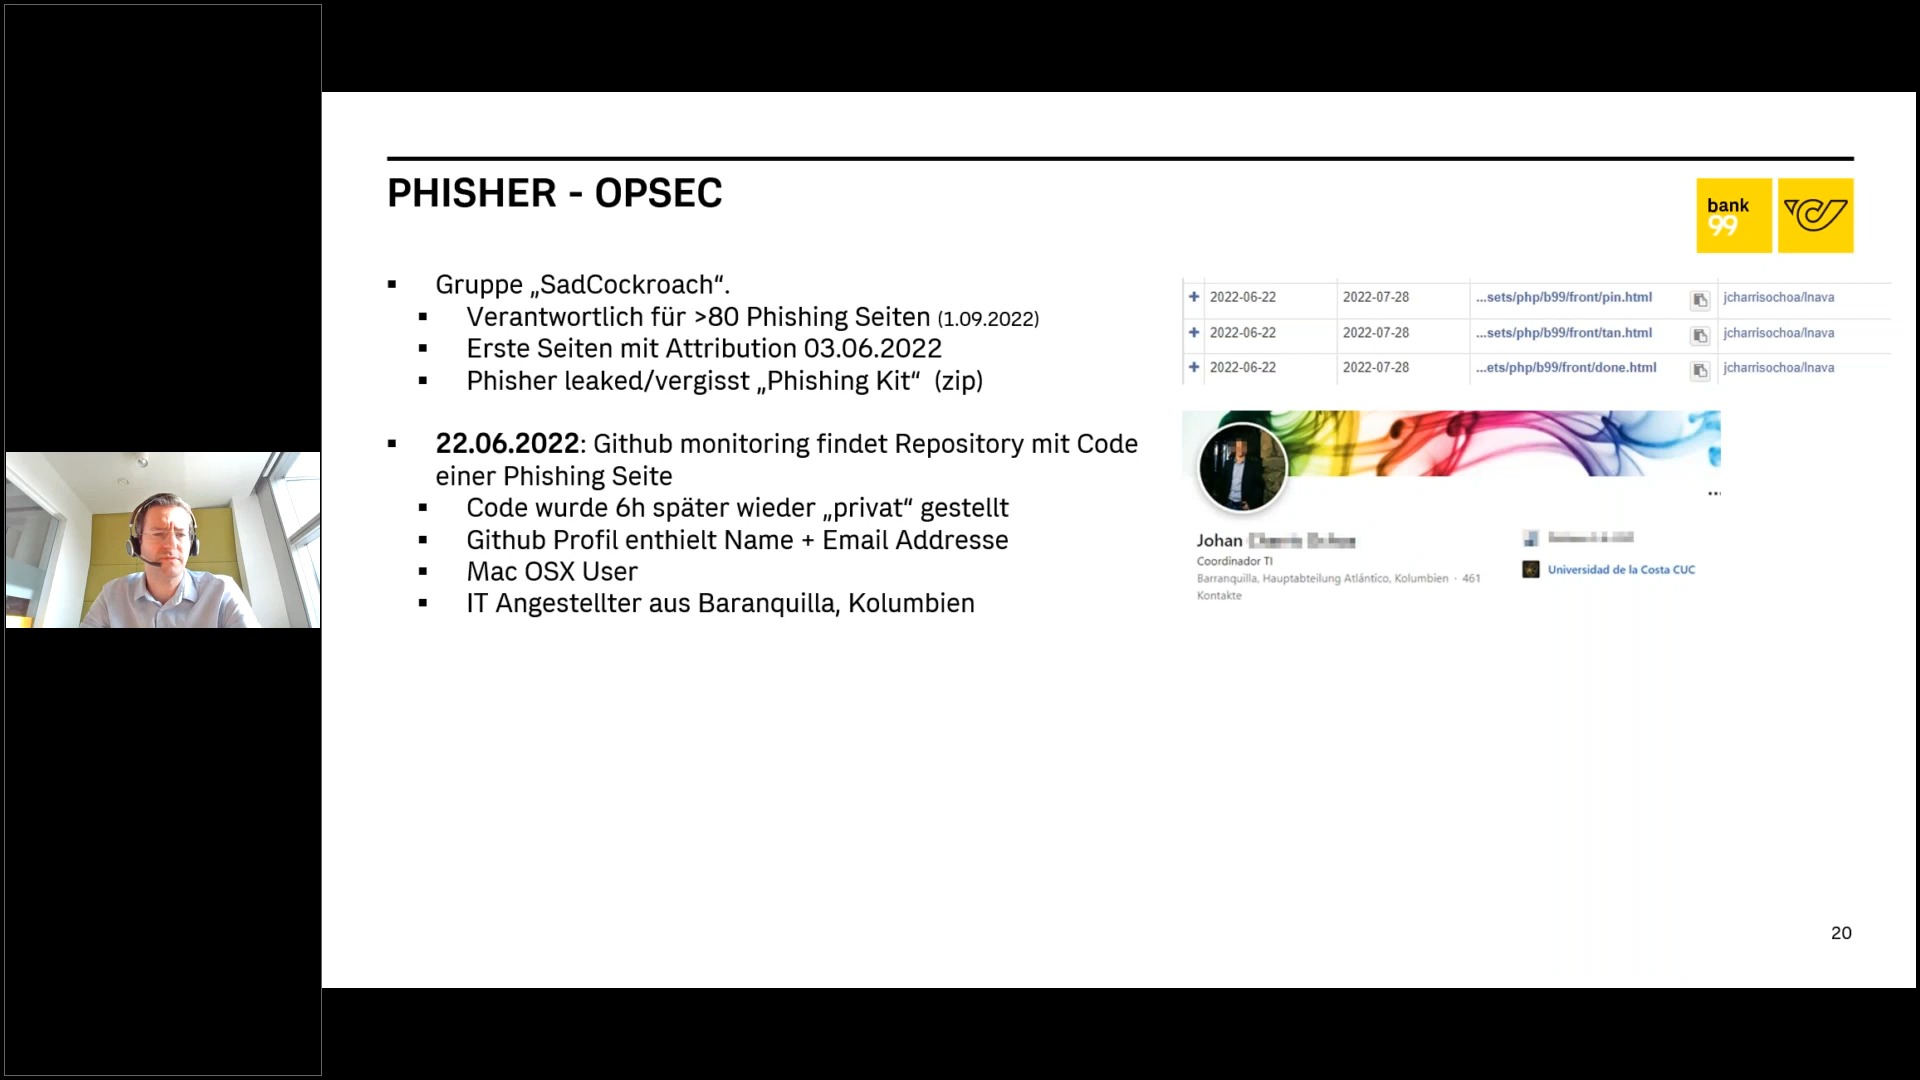 PHISHER - OPSEC
bank
99
Gruppe „SadCockroach“.
Verantwortlich für >80 Phishing Seiten (1.09.2022)
Erste Seiten mit Attribution 03.06.2022
Phisher leaked/vergisst „Phishing Kit“ (zip)
22.06.2022: Github monitoring findet Repository mit Code
einer Phishing Seite
Code wurde 6h später wieder „privat“ gestellt
Github Profil enthielt Name + Email Addresse
Mac OSX User
IT Angestellter aus Baranquilla, Kolumbien
2022-06-22 2022-07-28 ...sets/php/b99/front/pin.html jcharrisochoa/lnava
2022-06-22 2022-07-28 ...sets/php/b99/front/tan.html jcharrisochoa/lnava
2022-06-22 2022-07-28 ...ets/php/b99/front/done.html jcharrisochoa/lnava
Johan
Coordinador TI
Barranquilla, Hauptabteilung Atlántico, Kolumbien · 461
Kontakte
Universidad de la Costa CUC
20